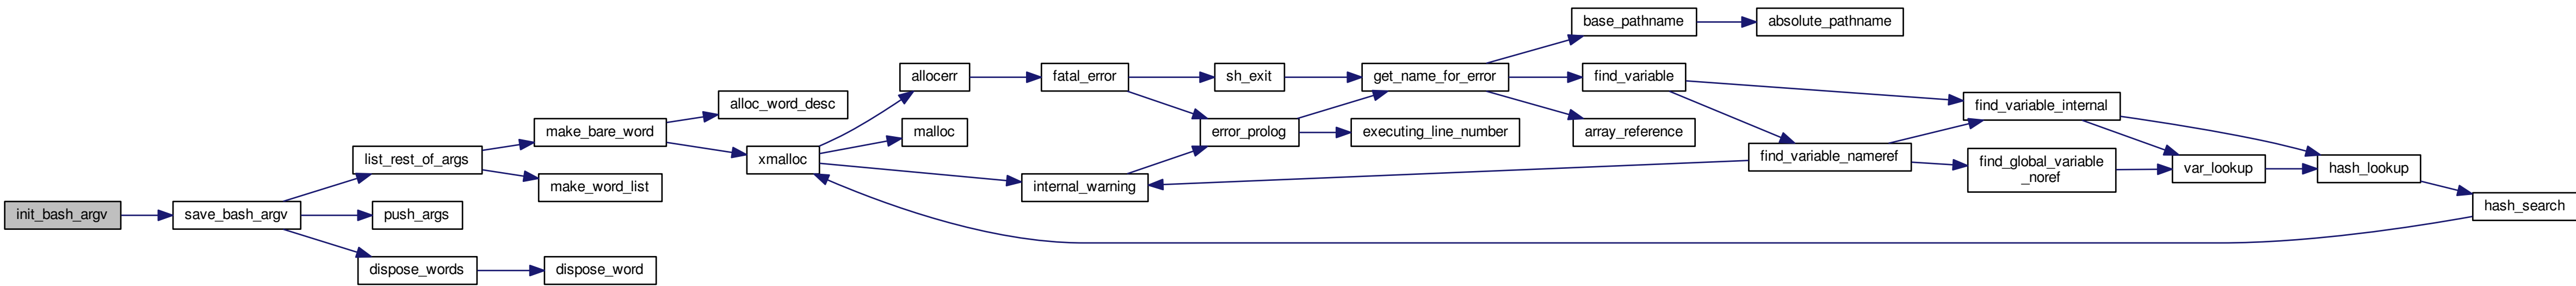 init_bash_argv
save_bash_argv
list_rest_of_args
push_args
dispose_words
make_bare_word
make_word_list
dispose_word
alloc_word_desc
xmalloc
allocerr
malloc
internal_warning
fatal_error
sh_exit
error_prolog
get_name_for_error
executing_line_number
base_pathname
find_variable
array_reference
absolute_pathname
find_variable_nameref
find_variable_internal
find_global_variable
_noref
var_lookup
hash_lookup
hash_search